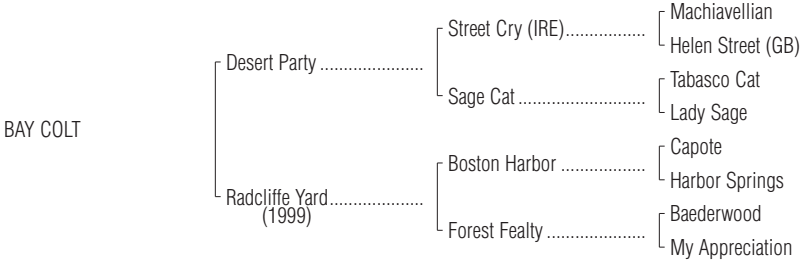 Machiavellian
Street Cry (IRE).................
Helen Street (GB)
Desert Party ......................
Tabasco Cat
Sage Cat ...........................
Lady Sage
BAY COLT
Capote
Boston Harbor ..................
Harbor Springs
Radcliffe Yard....................
(1999)
Baederwood
Forest Fealty .....................
My Appreciation